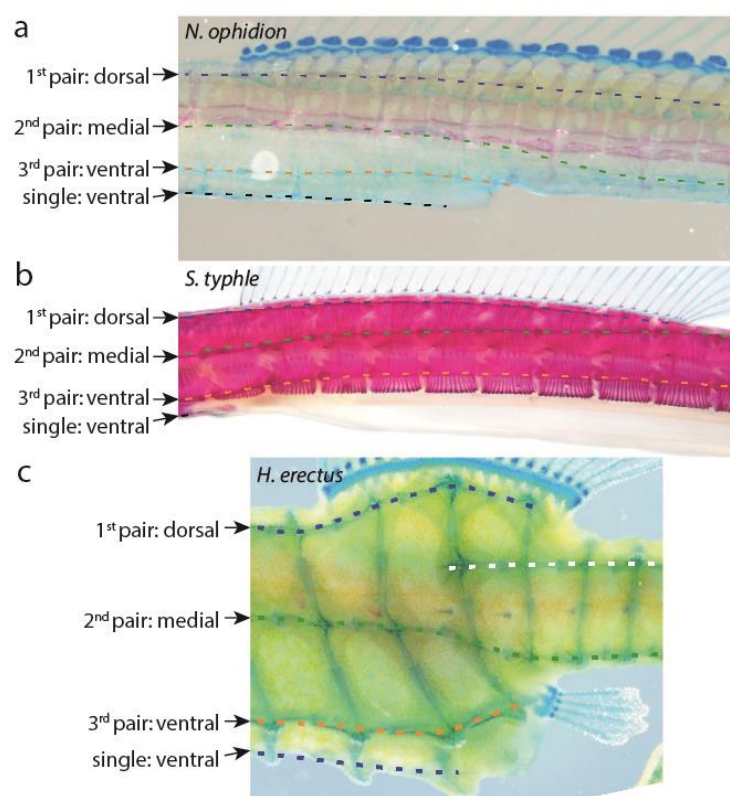 a
N. ophidion
1st pair: dorsal
2nd pair: medial
3rd pair: ventral
single: ventral
b
S. typhle
1st pair: dorsal
2nd pair: medial
3rd pair: ventral
single: ventral
c
H. erectus
1st pair: dorsal
2nd pair: medial
3rd pair: ventral
single: ventral